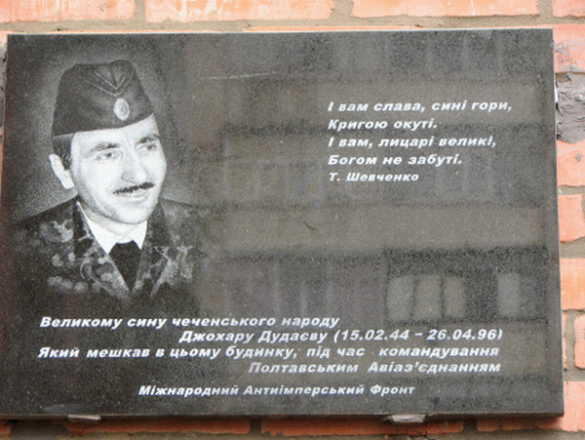 І вам слава, сині гори,
Кригою окуті.
І вам, лицарі великі,
Богом не забуті.
Т. Шевченко
Великому сину чеченського народу
Джохару Дудаєву (15.02.44 – 26.04.96)
Який мешкав в цьому будинку, під час командування
Полтавським Авіаз’єднанням
Міжнародний Антиімперський Фронт